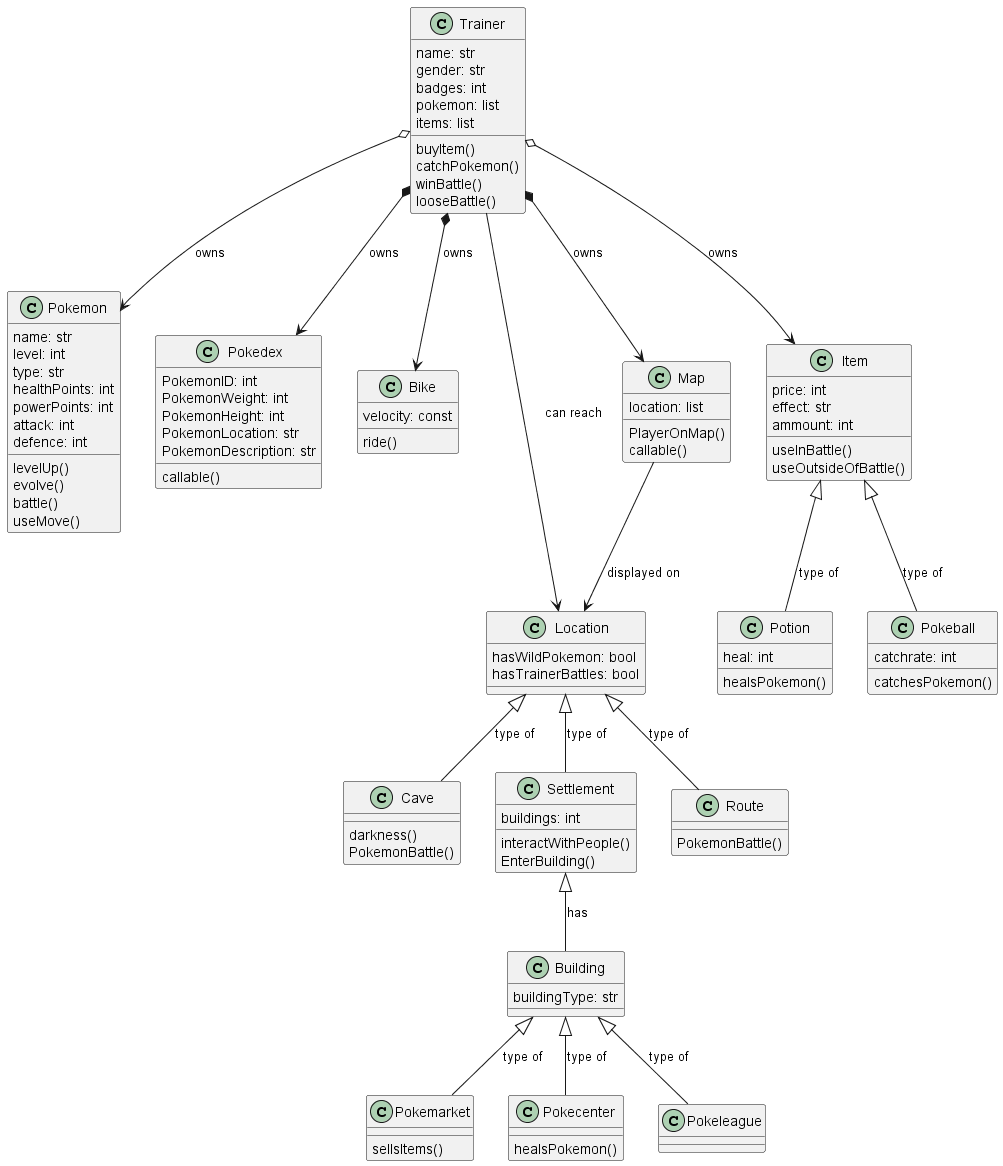 C Trainer
name: str
gender: str
badges: int
pokemon: list
items: list
buyItem()
catchPokemon()
winBattle()
looseBattle()
owns
owns
owns
owns
owns
C Pokemon
name: str
level: int
type: str
healthPoints: int
powerPoints: int
attack: int
defence: int
levelUp()
evolve()
battle()
useMove()
C Pokedex
PokemonID: int
PokemonWeight: int
PokemonHeight: int
PokemonLocation: str
PokemonDescription: str
callable()
C Bike
velocity: const
ride()
can reach
C Map
location: list
PlayerOnMap()
callable()
C Item
price: int
effect: str
ammount: int
useInBattle()
useOutsideOfBattle()
displayed on
type of
type of
C Location
hasWildPokemon: bool
hasTrainerBattles: bool
C Potion
heal: int
healsPokemon()
C Pokeball
catchrate: int
catchesPokemon()
type of
type of
type of
C Cave
darkness()
PokemonBattle()
C Settlement
buildings: int
interactWithPeople()
EnterBuilding()
C Route
PokemonBattle()
has
C Building
buildingType: str
type of
type of
type of
C Pokemarket
sellsItems()
C Pokecenter
healsPokemon()
C Pokeleague